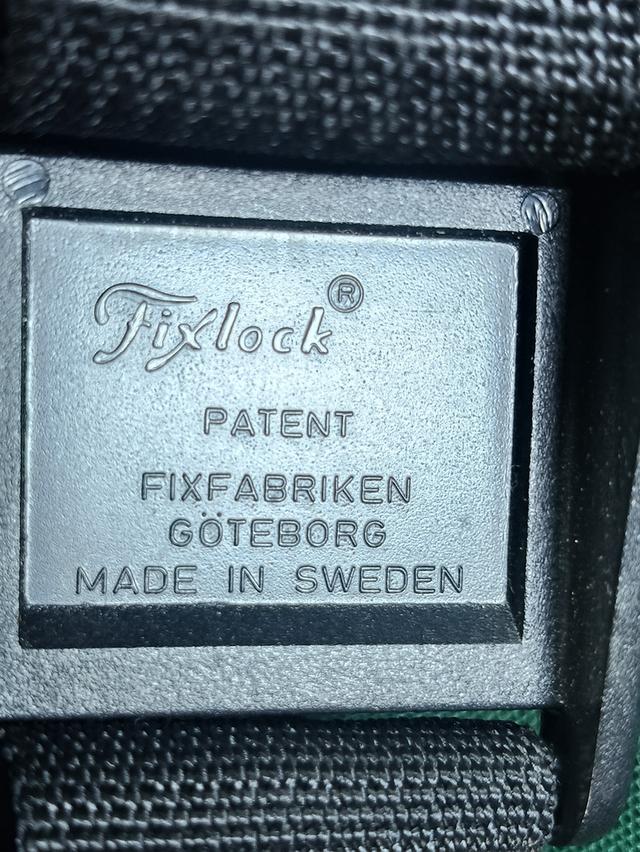 Fixlock®
PATENT
FIXFABRIKEN
GÖTEBORG
MADE IN SWEDEN